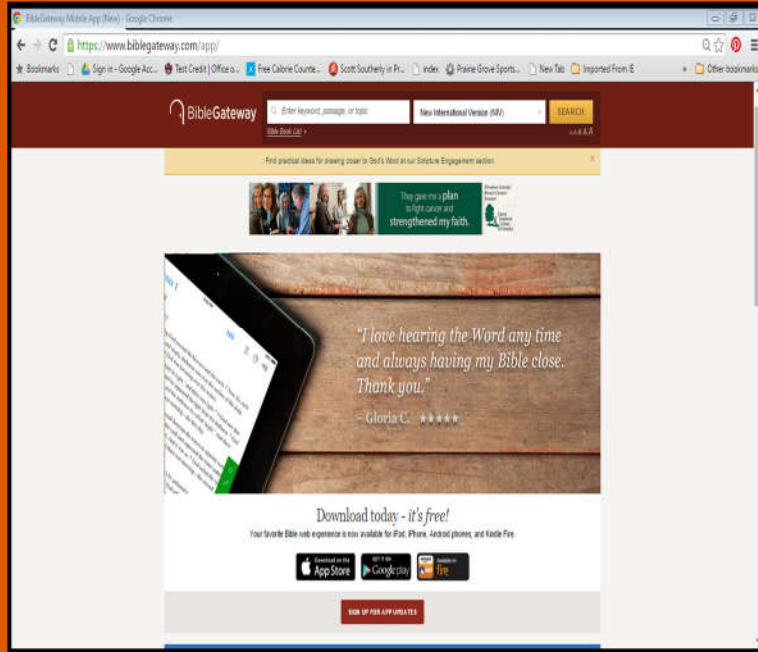 BibleGateway Mobile App (New) - Google Chrome
https://www.biblegateway.com/app/
Bookmarks Sign in - Google Acc... Test Credit | Office o... Free Calorie Counte... Scott Southerly in Pr... index Prairie Grove Sports... New Tab Imported From IE » Other bookmarks
BibleGateway Enter keyword, passage, or topic New International Version (NIV) SEARCH
Bible Book List
A A A A A
Find practical ideas for drawing closer to God's Word at our Scripture Engagement section. X
They gave me a plan
to fight cancer and
strengthened my faith.
"I love hearing the Word any time
and always having my Bible close.
Thank you."
– Gloria C. ★★★★★
Download today - it's free!
Your favorite Bible web experience is now available for iPad, iPhone, Android phones, and Kindle Fire.
Download on the App Store GET IT ON Google play Available on fire
SIGN UP FOR APP UPDATES